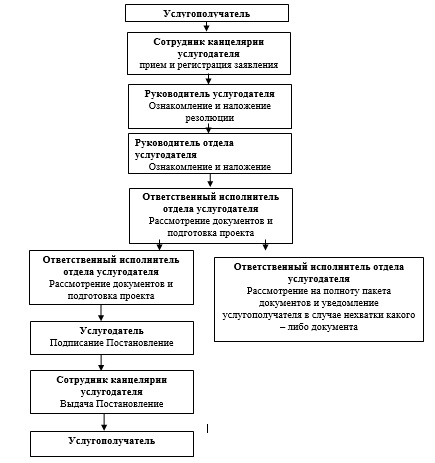 Услугополучатель
Сотрудник канцелярии
услугодателя
прием и регистрация заявления
Руководитель услугодателя
Ознакомление и наложение
резолюции
Руководитель отдела
услугодателя
Ознакомление и наложение
Ответственный исполнитель
отдела услугодателя
Рассмотрение документов и
подготовка проекта
Ответственный исполнитель
отдела услугодателя
Рассмотрение документов и
подготовка проекта
Ответственный исполнитель отдела
услугодателя
Рассмотрение на полноту пакета
документов и уведомление
услугополучателя в случае нехватки какого
– либо документа
Услугодатель
Подписание Постановление
Сотрудник канцелярии
услугодателя
Выдача Постановление
Услугополучатель